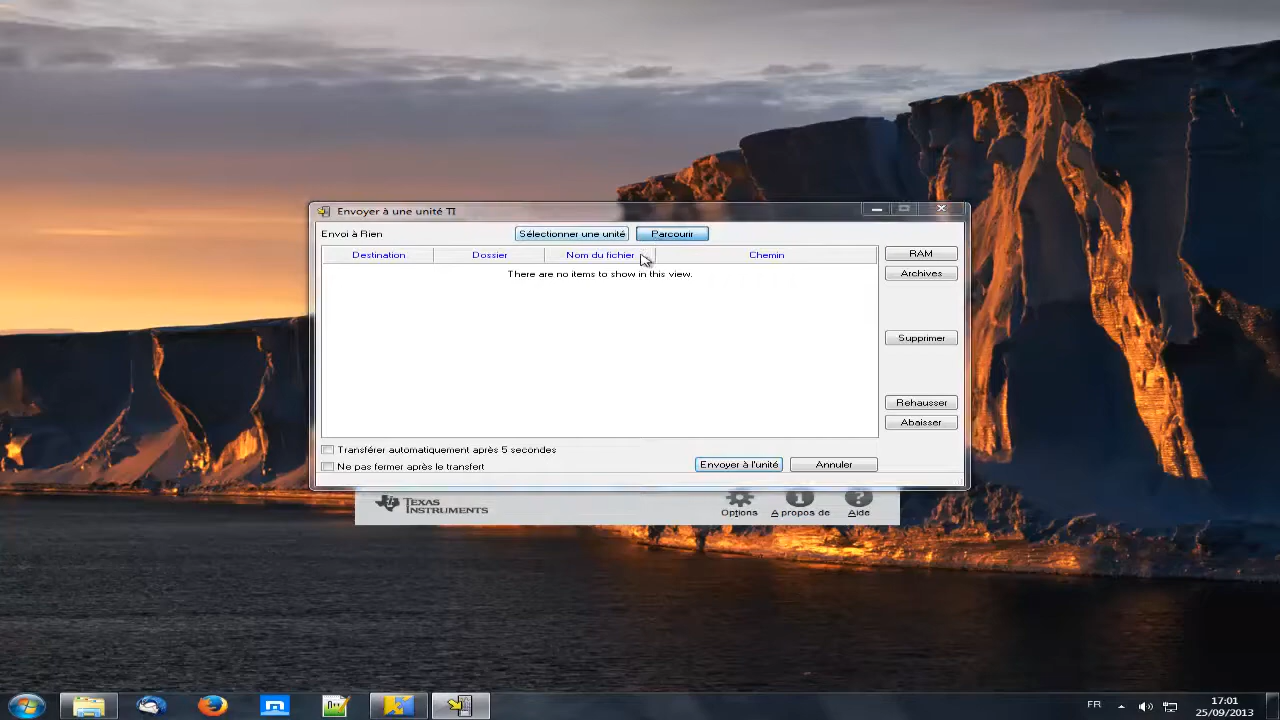 Envoyer à une unité TI
Envoi à Rien
Sélectionner une unité
Parcourir
Destination
Dossier
Nom du fichier
Chemin
RAM
There are no items to show in this view.
Archives
Supprimer
Rehausser
Abaisser
Transférer automatiquement après 5 secondes
Ne pas fermer après le transfert
Envoyer à l'unité
Annuler
TEXAS
INSTRUMENTS
Options
A propos de
Aide
FR
17:01
25/09/2013